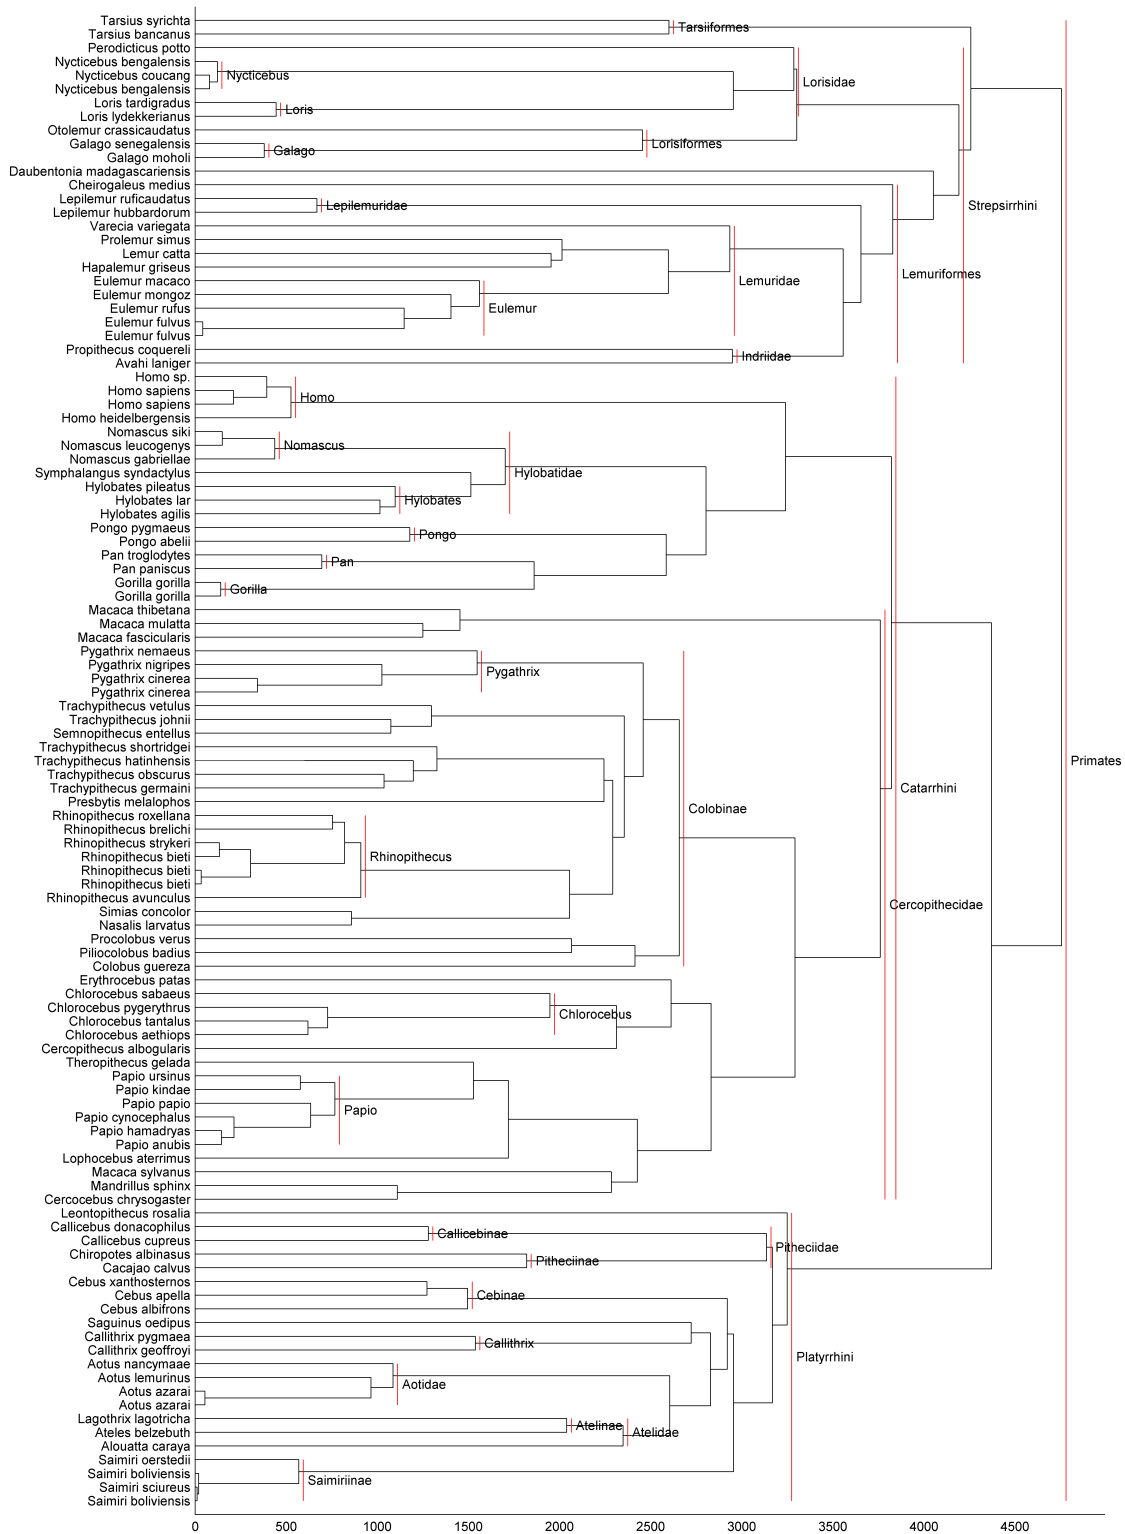 Tarsius syrichta
Tarsius bancanus
Tarsiiformes
Perodicticus potto
Nycticebus bengalensis
Nycticebus coucang
Nycticebus
Nycticebus bengalensis
Lorisidae
Loris tardigradus
Loris
Loris lydekkerianus
Otolemur crassicaudatus
Galago senegalensis
Lorisiformes
Galago
Galago moholi
Daubentonia madagascariensis
Cheirogaleus medius
Lepilemur ruficaudatus
Lepilemuridae
Strepsirrhini
Lepilemur hubbardorum
Varecia variegata
Prolemur simus
Lemur catta
Hapalemur griseus
Lemuriformes
Eulemur macaco
Lemuridae
Eulemur mongoz
Eulemur rufus
Eulemur
Eulemur fulvus
Eulemur fulvus
Propithecus coquereli
Indriidae
Avahi laniger
Homo sp.
Homo sapiens
Homo
Homo sapiens
Homo heidelbergensis
Nomascus siki
Nomascus leucogenys
Nomascus
Nomascus gabriellae
Symphalangus syndactylus
Hylobatidae
Hylobates pileatus
Hylobates lar
Hylobates
Hylobates agilis
Pongo pygmaeus
Pongo
Pongo abelii
Pan troglodytes
Pan
Pan paniscus
Gorilla gorilla
Gorilla
Gorilla gorilla
Macaca thibetana
Macaca mulatta
Macaca fascicularis
Pygathrix nemaeus
Pygathrix nigripes
Pygathrix
Pygathrix cinerea
Pygathrix cinerea
Trachypithecus vetulus
Trachypithecus johnii
Semnopithecus entellus
Trachypithecus shortridgei
Trachypithecus hatinhensis
Primates
Trachypithecus obscurus
Trachypithecus germaini
Catarrhini
Presbytis melalophos
Colobinae
Rhinopithecus roxellana
Rhinopithecus brelichi
Rhinopithecus strykeri
Rhinopithecus bieti
Rhinopithecus
Rhinopithecus bieti
Rhinopithecus bieti
Rhinopithecus avunculus
Cercopithecidae
Simias concolor
Nasalis larvatus
Procolobus verus
Piliocolobus badius
Colobus guereza
Erythrocebus patas
Chlorocebus sabaeus
Chlorocebus pygerythrus
Chlorocebus
Chlorocebus tantalus
Chlorocebus aethiops
Cercopithecus albogularis
Theropithecus gelada
Papio ursinus
Papio kindae
Papio papio
Papio
Papio cynocephalus
Papio hamadryas
Papio anubis
Lophocebus aterrimus
Macaca sylvanus
Mandrillus sphinx
Cercocebus chrysogaster
Leontopithecus rosalia
Callicebus donacophilus
Callicebinae
Callicebus cupreus
Pitheciidae
Chiropotes albinasus
Pitheciinae
Cacajao calvus
Cebus xanthosternos
Cebus apella
Cebinae
Cebus albifrons
Saguinus oedipus
Callithrix pygmaea
Callithrix
Callithrix geoffroyi
Platyrrhini
Aotus nancymaae
Aotus lemurinus
Aotidae
Aotus azarai
Aotus azarai
Lagothrix lagotricha
Atelinae
Ateles belzebuth
Atelidae
Alouatta caraya
Saimiri oerstedii
Saimiri boliviensis
Saimiriinae
Saimiri sciureus
Saimiri boliviensis
0 500 1000 1500 2000 2500 3000 3500 4000 4500